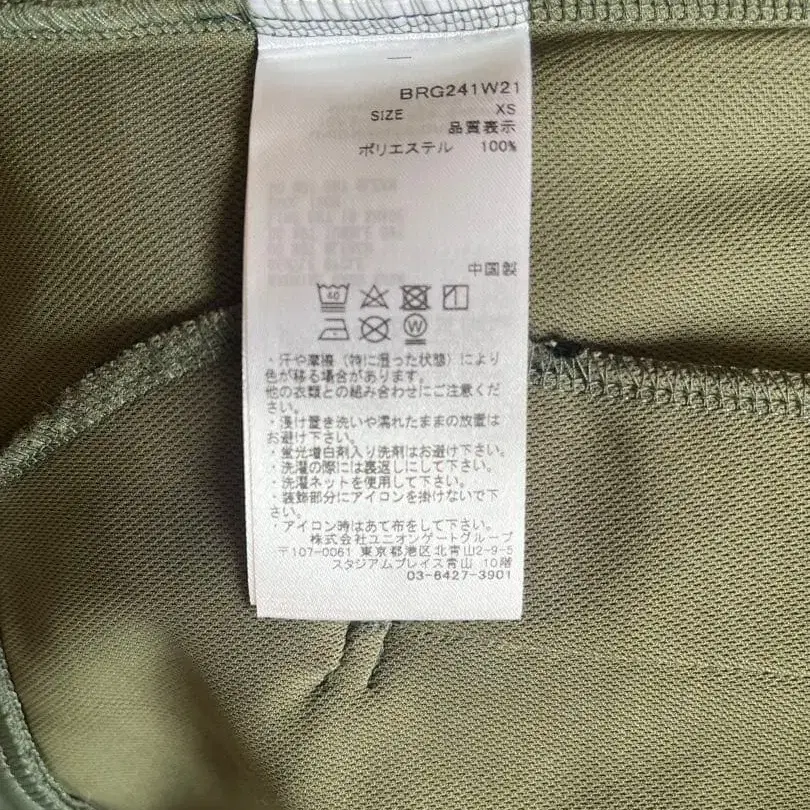 BRG241W21
SIZE XS
品質表示
ポリエステル 100%
中国製
40
W
・汗や摩擦（特に湿った状態）により
色が移る場合があります。
他の衣類との組み合わせにご注意くだ
さい。
・浸け置き洗いや濡れたままの放置は
お避け下さい。
・蛍光増白剤入り洗剤はお避け下さい。
・洗濯の際には裏返しにして下さい。
・洗濯ネットを使用して下さい。
・装飾部分にアイロンを掛けないで下
さい。
・アイロン時はあて布をして下さい。
株式会社ユニオンゲートグループ
〒107-0061 東京都港区北青山2-9-5
スタジアムプレイス青山 10階
03-6427-3901